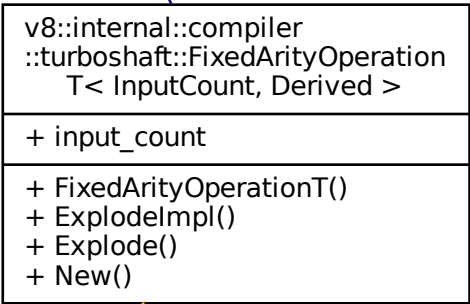 v8::internal::compiler
::turboshaft::FixedArityOperation
T< InputCount, Derived >
+ input_count
+ FixedArityOperationT()
+ ExplodeImpl()
+ Explode()
+ New()